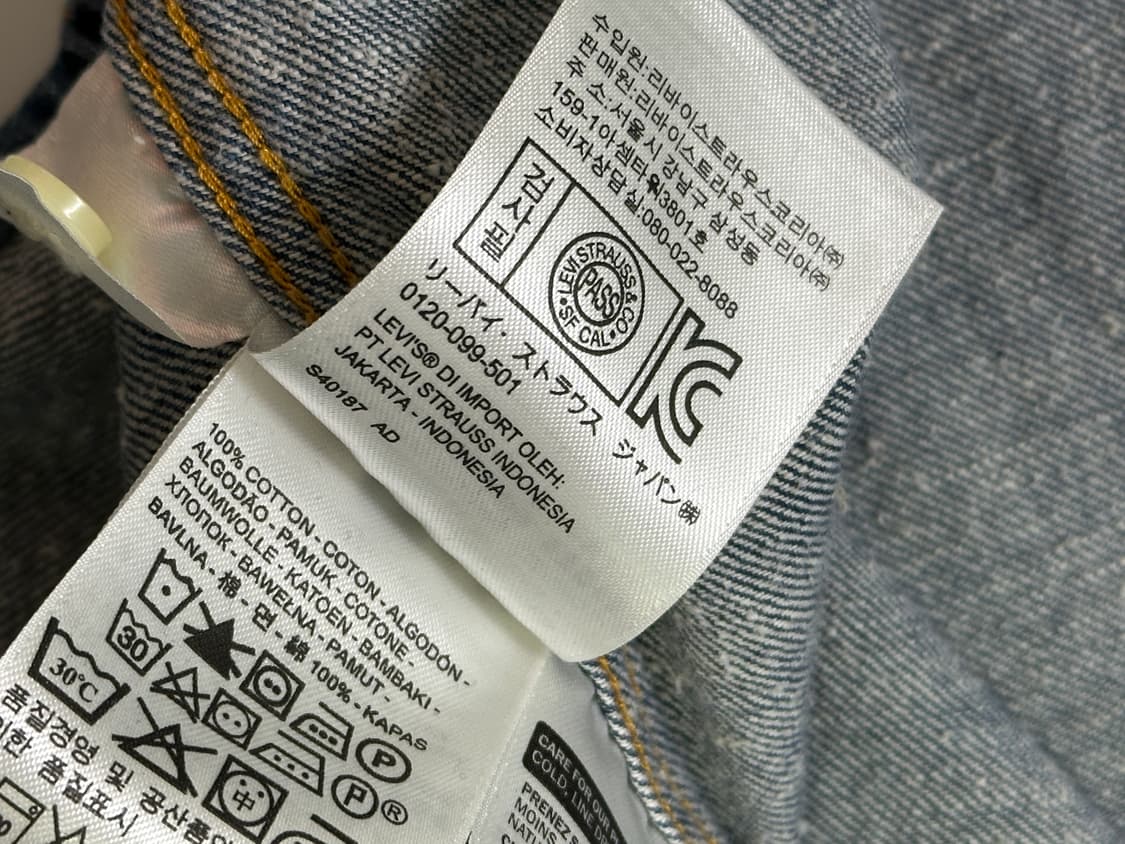 수입원:리바이스트라우스코리아㈜
판매원:리바이스트라우스코리아㈜
주 소:서울시 강남구 삼성동
159-1아셈타워3801호
소비자상담실:080-022-8088
검사필
LEVI STRAUSS & CO
PASS
SF CAL
リーバイ・ストラウス ジャパン㈱
0120-099-501
LEVI'S® DI IMPORT OLEH:
PT LEVI STRAUSS INDONESIA
JAKARTA - INDONESIA
S40187 AD
100% COTTON - COTON - ALGODÓN -
ALGODÃO - PAMUK - COTONE -
BAUMWOLLE - KATOEN - BAMBAKI -
ХЛОПОК - BAWEŁNA - PAMUT -
BAVLNA - 棉 - 면 - 綿 100% - KAPAS
30
P
30°C
P ®
中
품질경영 및 공산품
한 품질표시
CARE FOR OUR
COLD, LINE
PRENEZ
MOINS